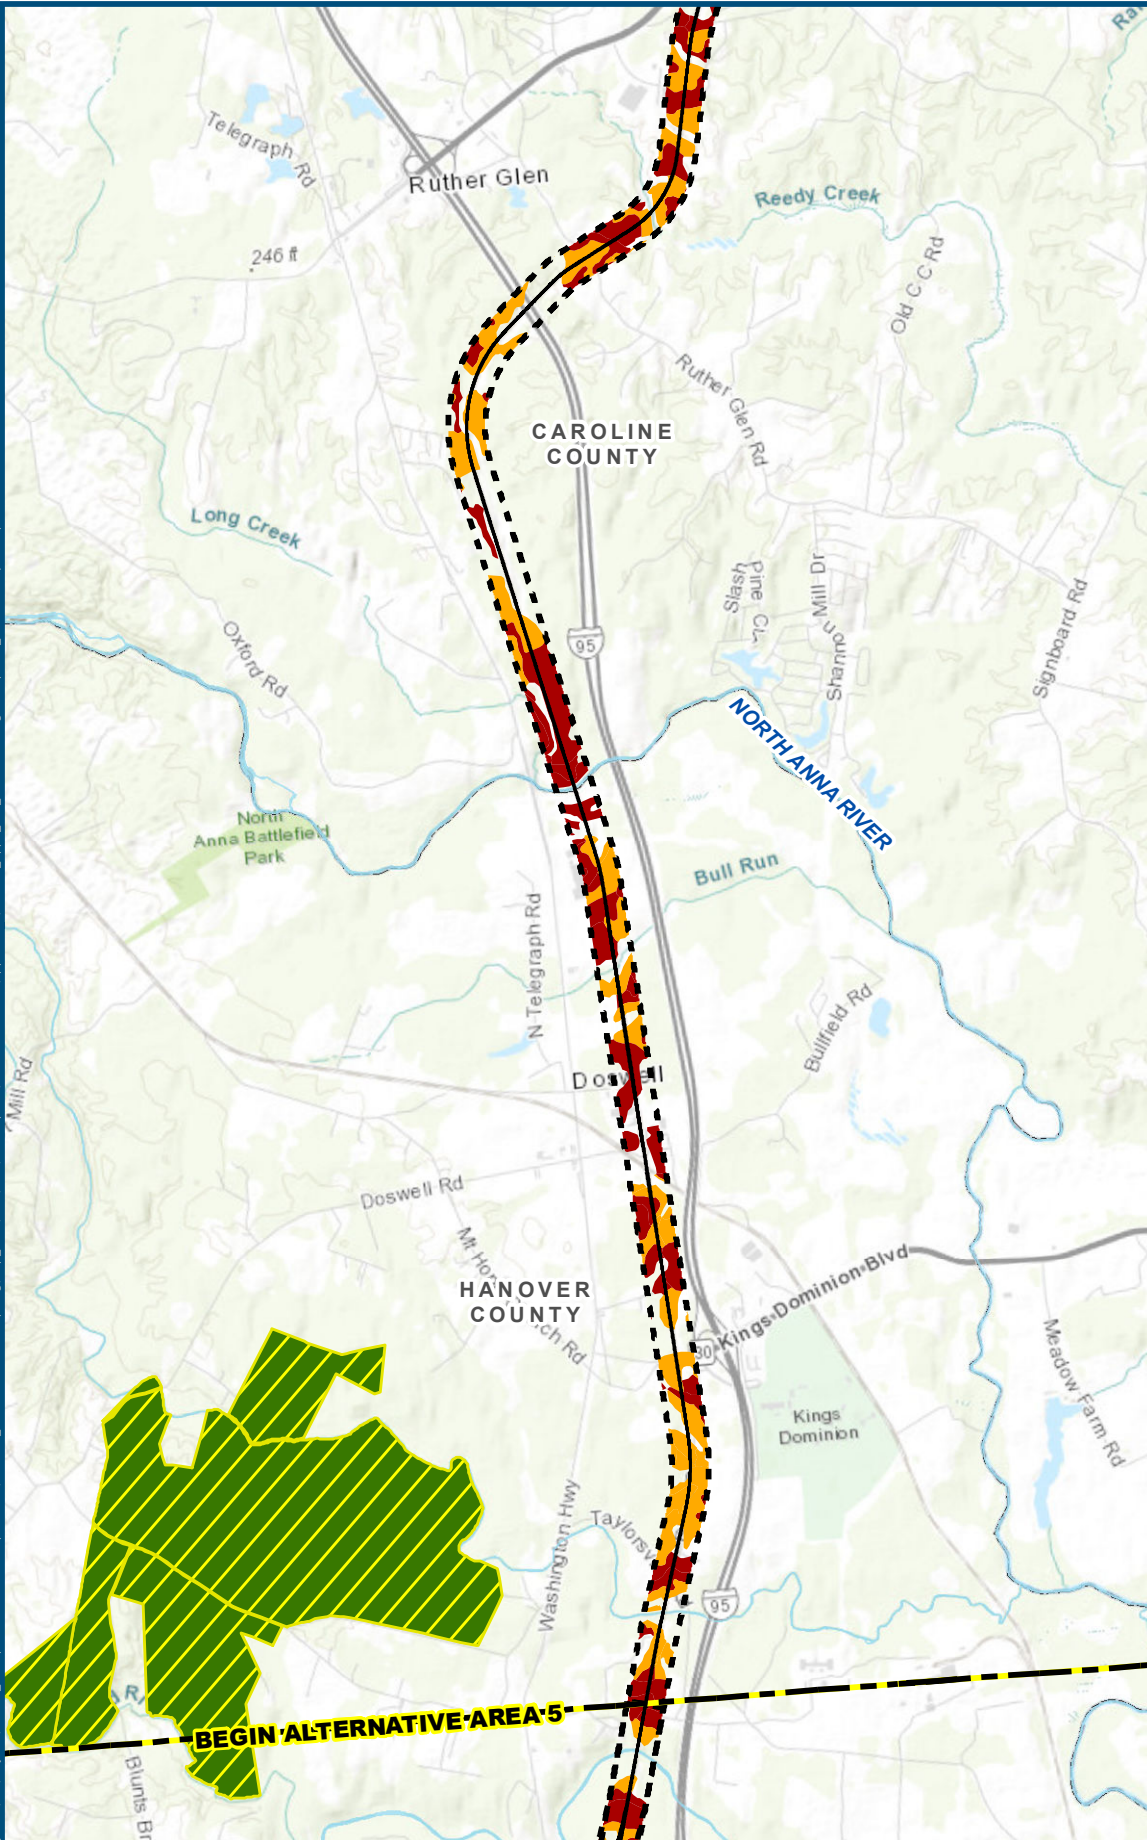 Telegraph Rd
Ruther Glen
Reedy Creek
246 ft
Old C C Rd
Ruther Glen Rd
CAROLINE
COUNTY
Long Creek
Slash
Pine Ct
Mill Dr
Shannon
Signboard Rd
Oxford Rd
95
NORTH ANNA RIVER
North
Anna Battlefield
Park
Bull Run
N Telegraph Rd
Bullfield Rd
Mill Rd
Doswell
Doswell Rd
HANOVER
COUNTY
Kings Dominion Blvd
30
Meadow Farm Rd
Kings
Dominion
Washington Hwy
95
BEGIN ALTERNATIVE AREA 5